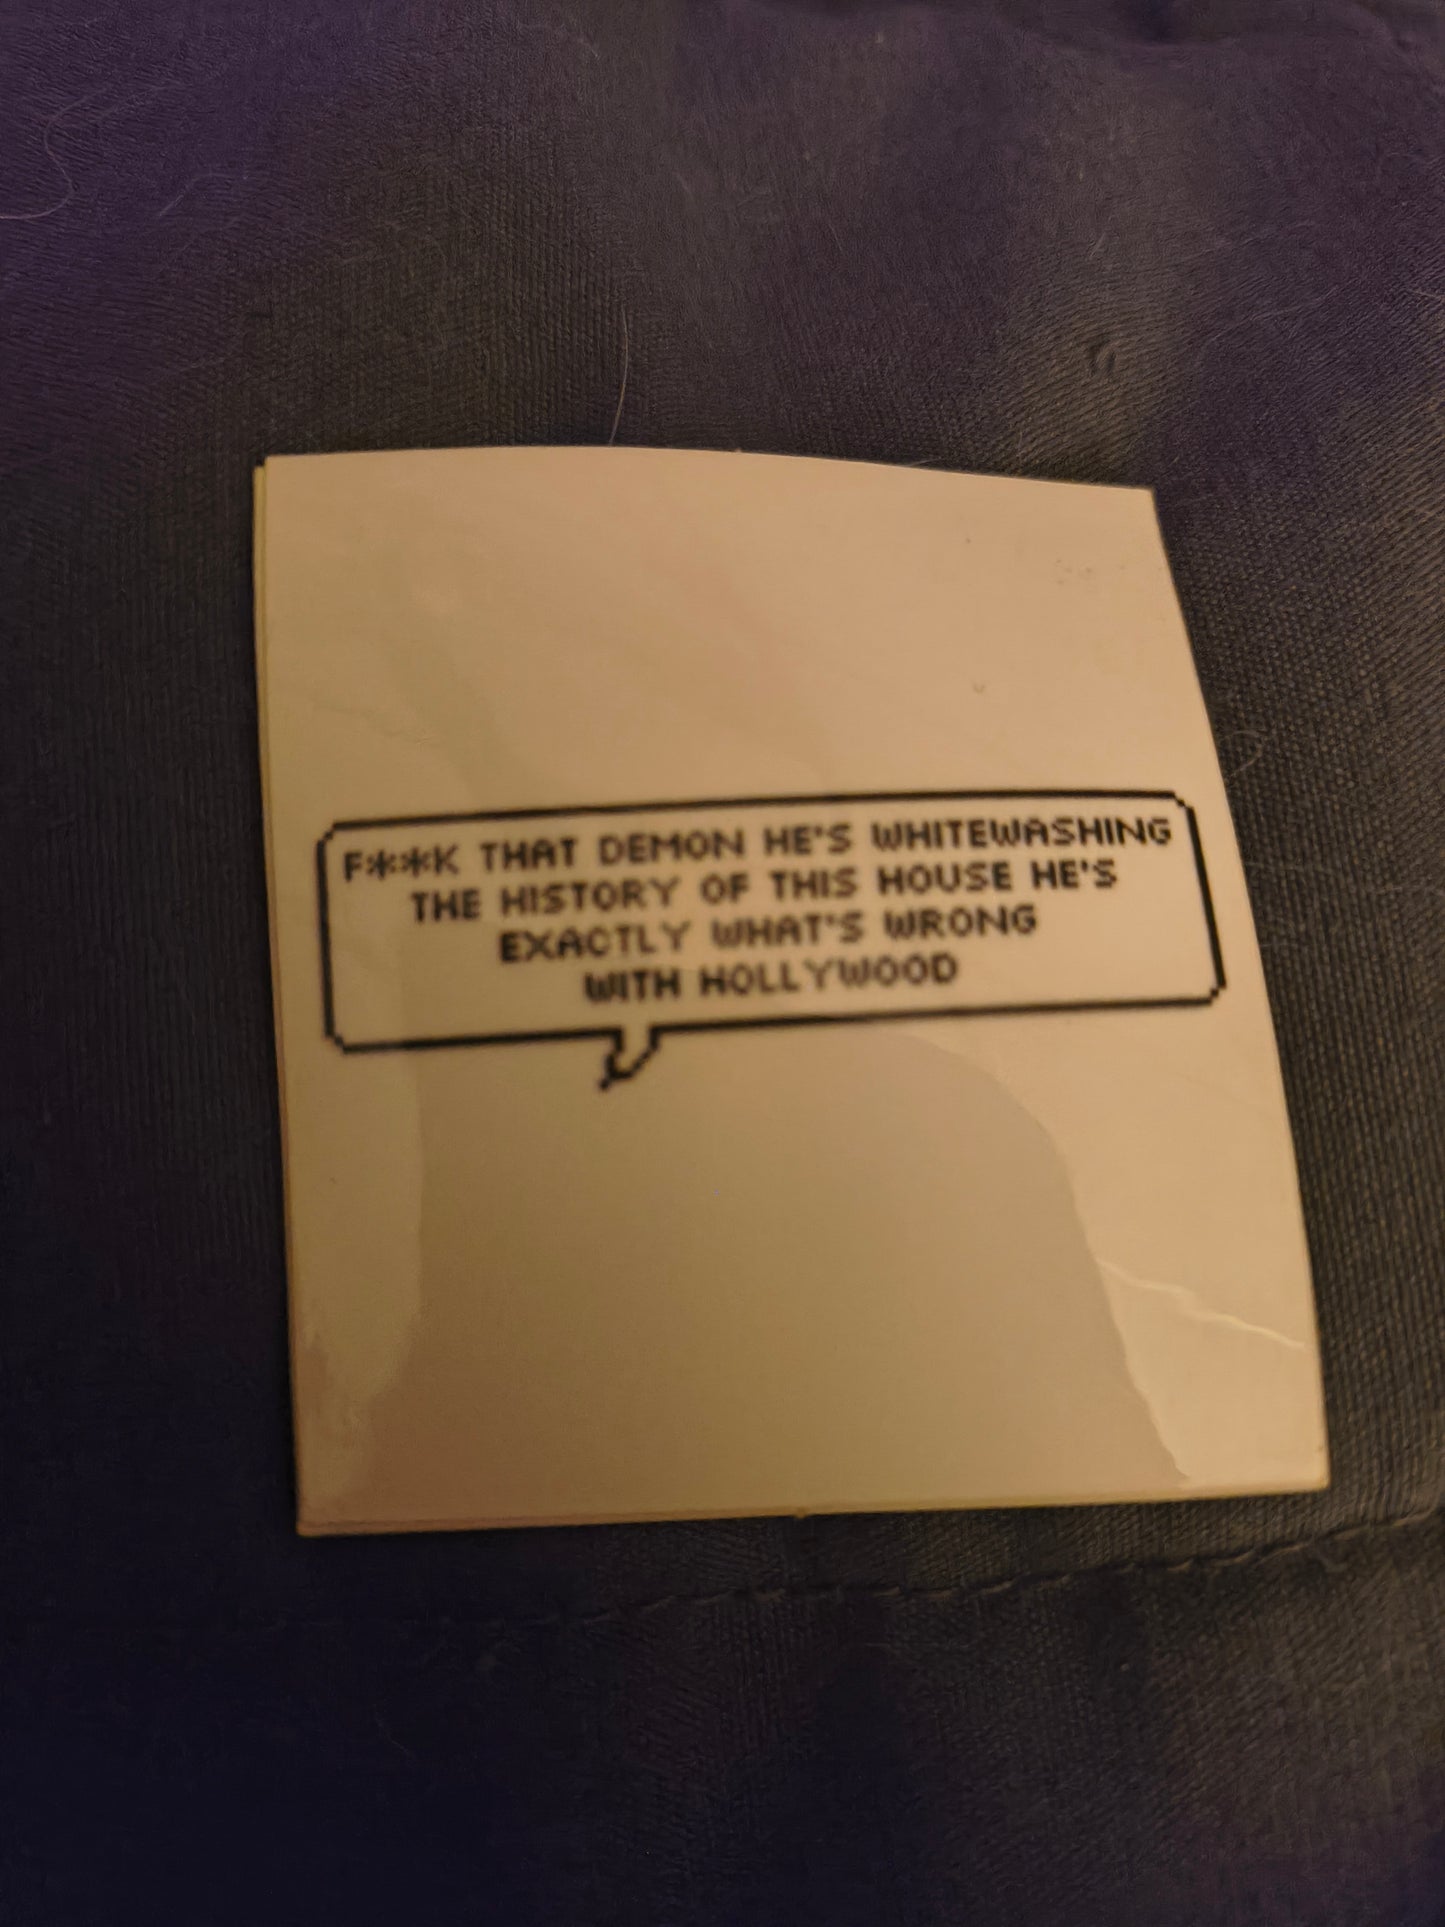 F**K THAT DEMON HE'S WHITEWASHING
THE HISTORY OF THIS HOUSE HE'S
EXACTLY WHAT'S WRONG
WITH HOLLYWOOD